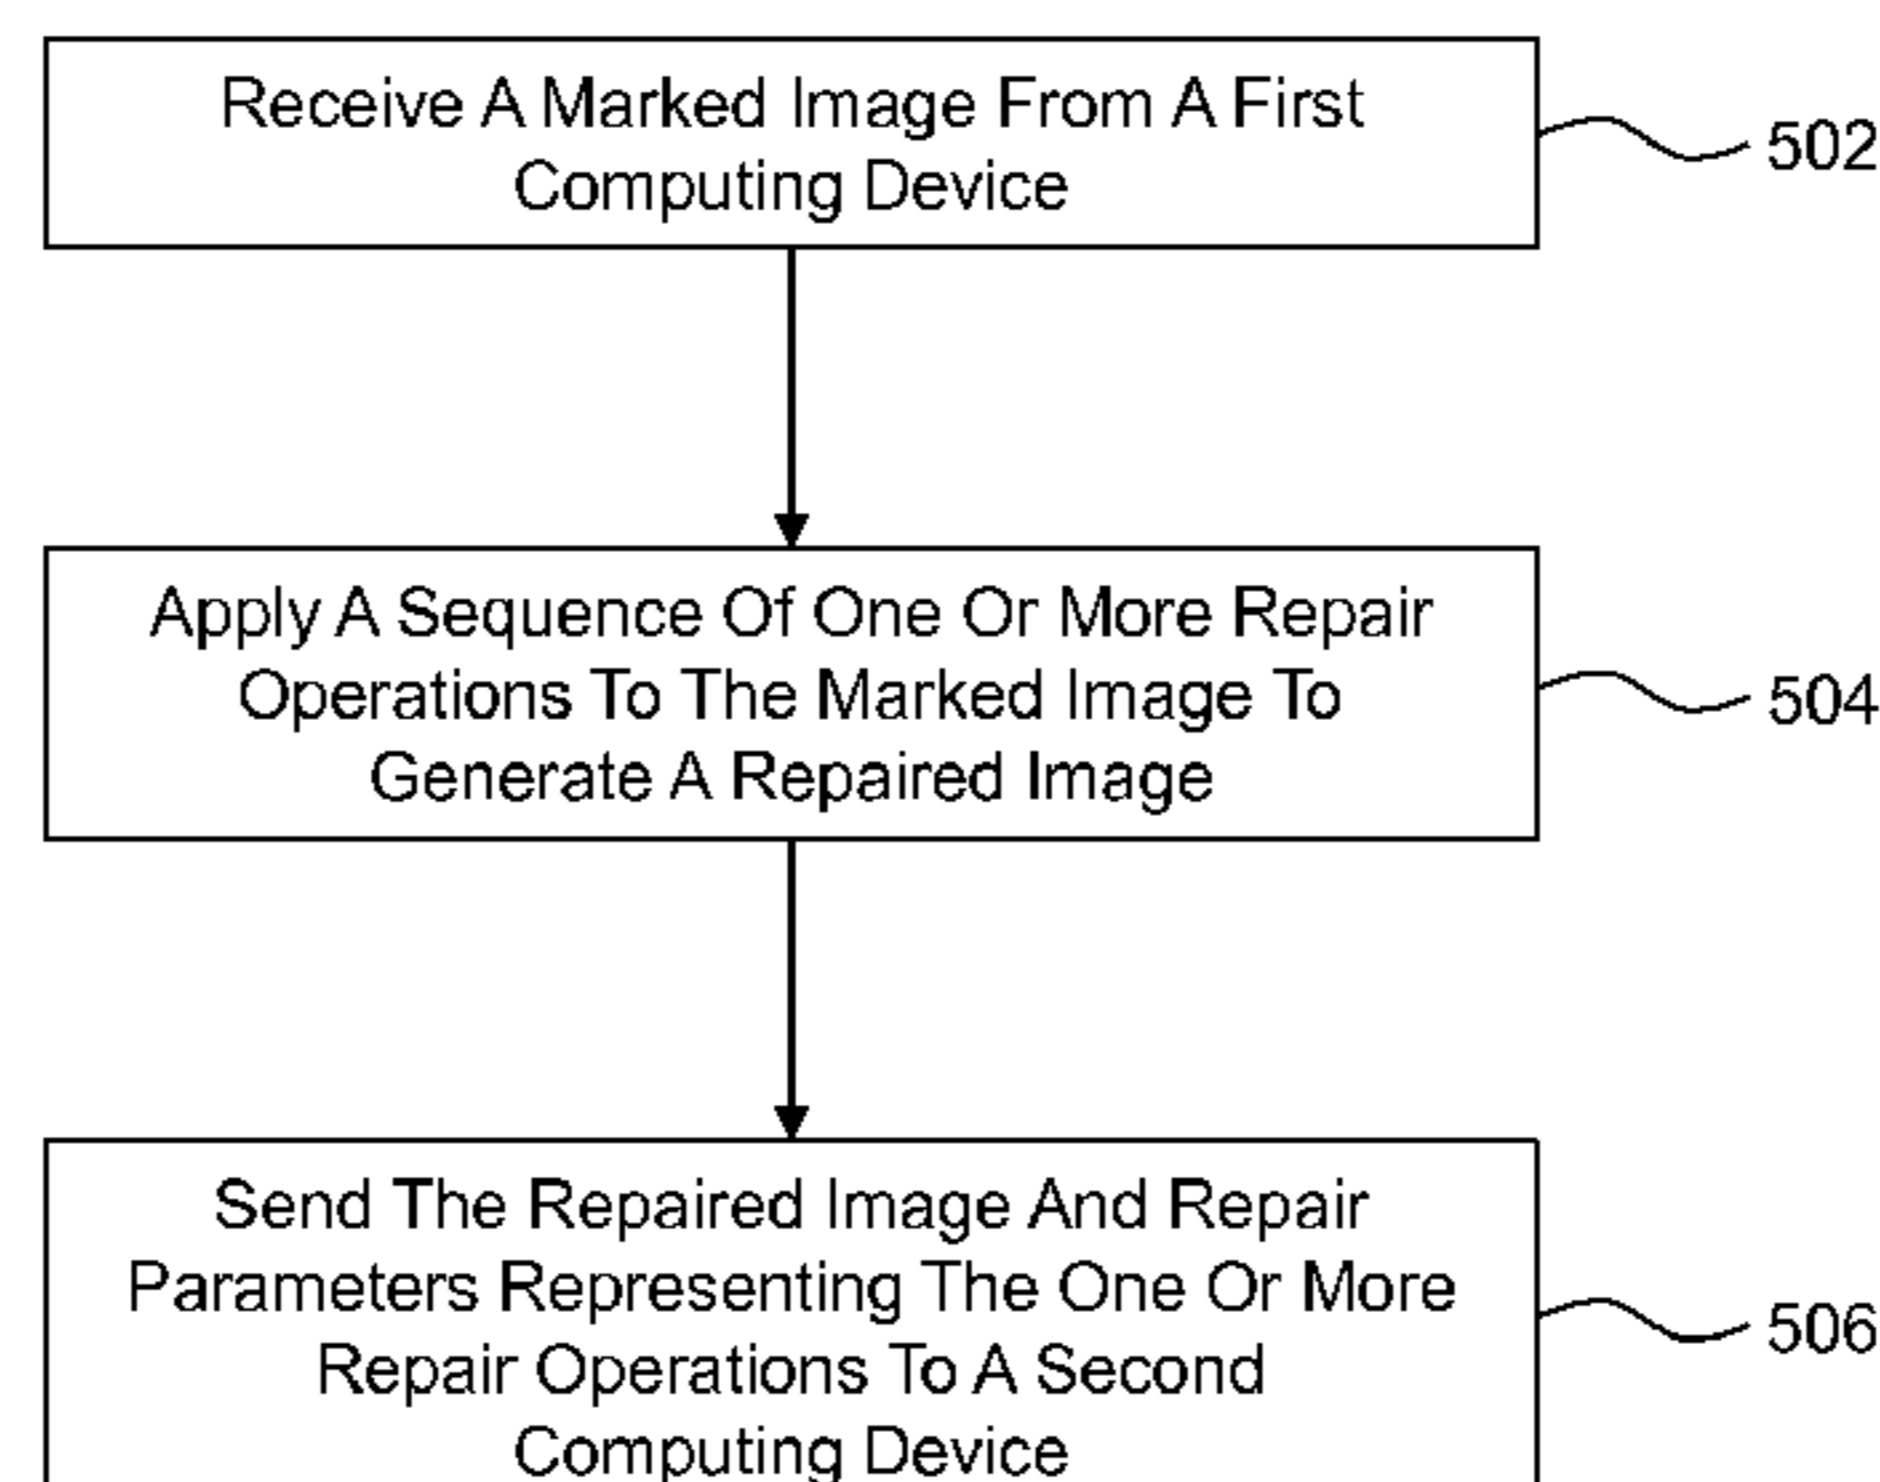 Receive A Marked Image From A First
Computing Device
502
Apply A Sequence Of One Or More Repair
Operations To The Marked Image To
Generate A Repaired Image
504
Send The Repaired Image And Repair
Parameters Representing The One Or More
Repair Operations To A Second
Computing Device
506